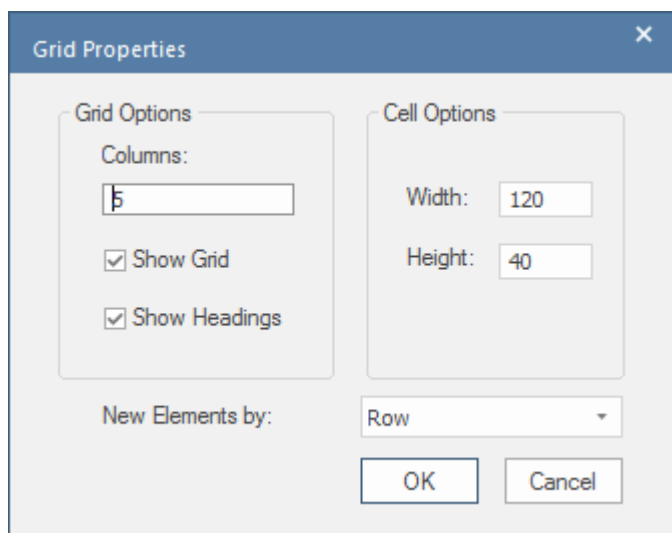 Grid Properties
Grid Options
Columns:
5
Show Grid
Show Headings
Cell Options
Width: 120
Height: 40
New Elements by: Row
OK Cancel